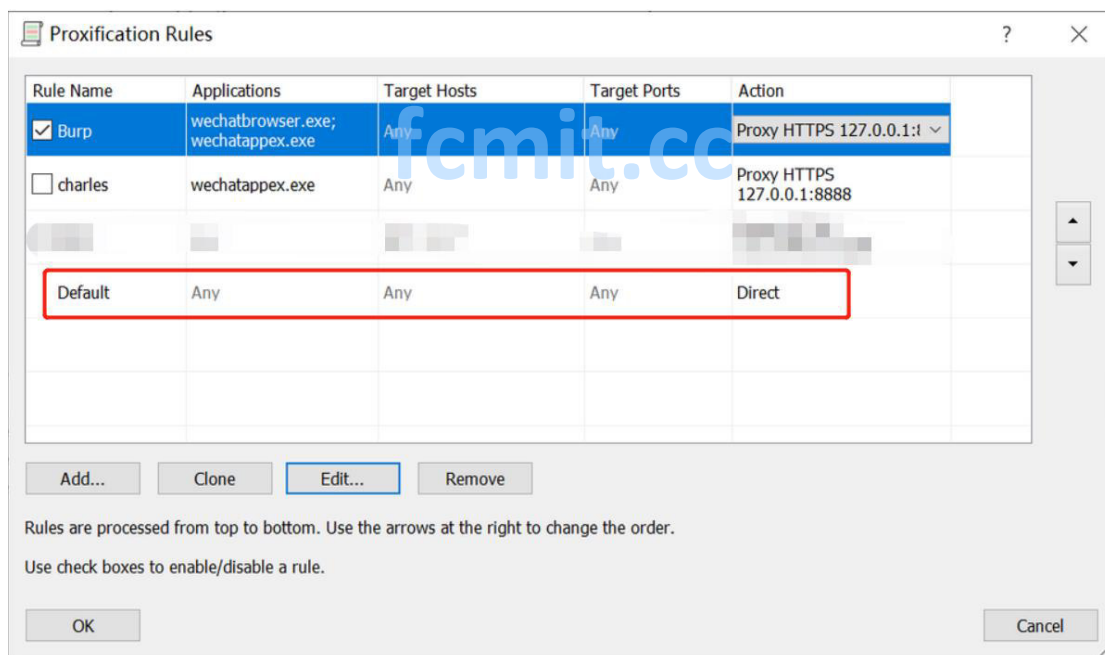 Proxification Rules
?
Rule Name Applications Target Hosts Target Ports Action
Burp wechatbrowser.exe; Any Any Proxy HTTPS 127.0.0.1:
wechatappex.exe
fcmit.cc
charles wechatappex.exe Any Any Proxy HTTPS
127.0.0.1:8888
Default Any Any Any Direct
Add... Clone Edit... Remove
Rules are processed from top to bottom. Use the arrows at the right to change the order.
Use check boxes to enable/disable a rule.
OK Cancel